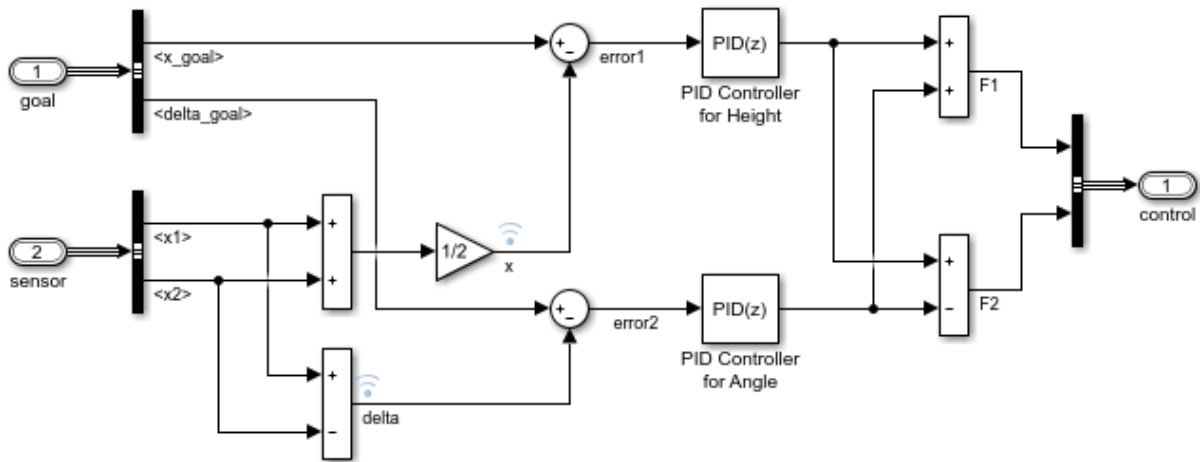 <x_goal>
error1
PID(z)
PID Controller
for Height
F1
1
goal
<delta_goal>
1
control
<x1>
2
sensor
<x2>
1/2
x
error2
PID(z)
PID Controller
for Angle
F2
delta
+
-
+
+
+
+
+
-
+
-
+
-